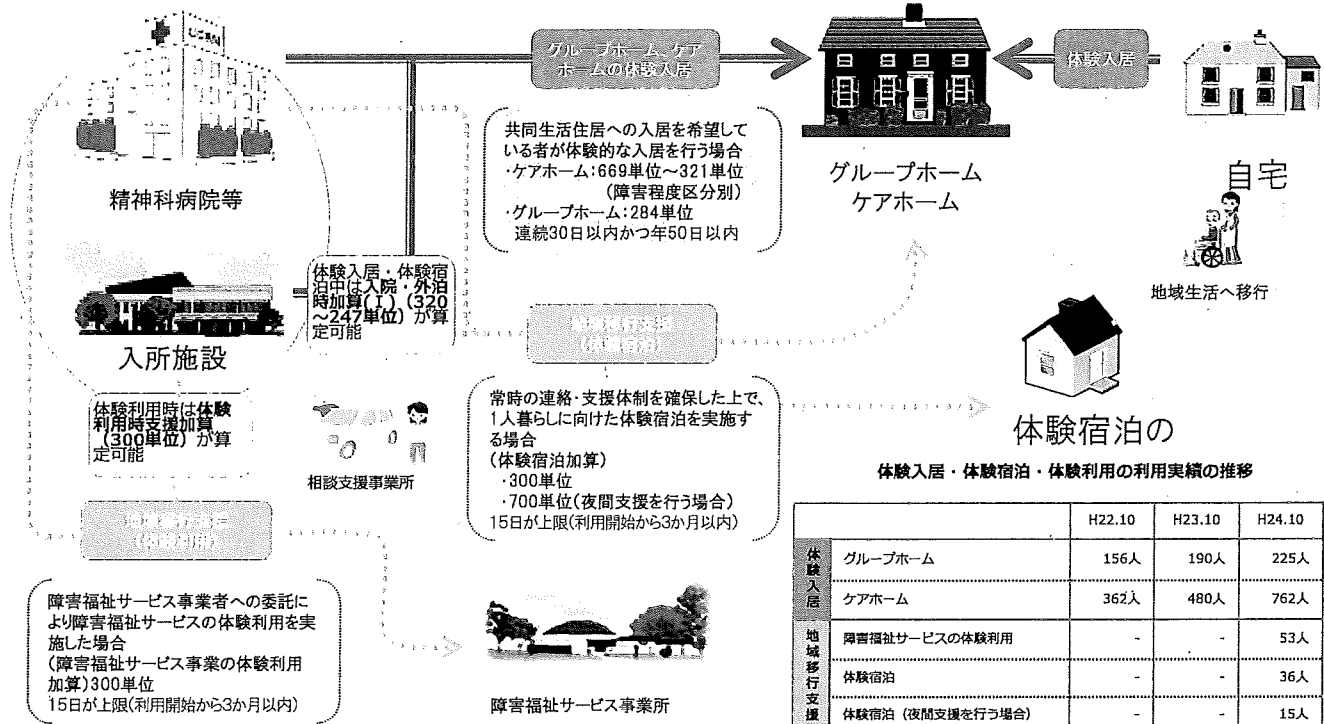 グループホーム、ケア
ホームの体験入居
体験入居
共同生活住居への入居を希望して
いる者が体験的な入居を行う場合
・ケアホーム:669単位～321単位
(障害程度区分別)
・グループホーム:284単位
連続30日以内かつ年50日以内
精神科病院等
グループホーム
ケアホーム
自宅
地域生活へ移行
体験入居・体験宿
泊中は入院・外泊
時加算(Ⅰ)(320
～247単位)が算
定可能
入所施設
地域移行支援
(体験宿泊)
体験利用時は体験
利用時支援加算
(300単位)が算
定可能
相談支援事業所
常時の連絡・支援体制を確保した上で、
1人暮らしに向けた体験宿泊を実施す
る場合
(体験宿泊加算)
・300単位
・700単位(夜間支援を行う場合)
15日が上限(利用開始から3か月以内)
体験宿泊の
地域移行支援
(体験利用)
障害福祉サービス事業者への委託に
より障害福祉サービスの体験利用を実
施した場合
(障害福祉サービス事業の体験利用
加算)300単位
15日が上限(利用開始から3か月以内)
障害福祉サービス事業所
体験入居・体験宿泊・体験利用の利用実績の推移
H22.10 H23.10 H24.10
体験入居
グループホーム 156人 190人 225人
ケアホーム 362人 480人 762人
地域移行支援
障害福祉サービスの体験利用 - - 53人
体験宿泊 - - 36人
体験宿泊(夜間支援を行う場合) - - 15人